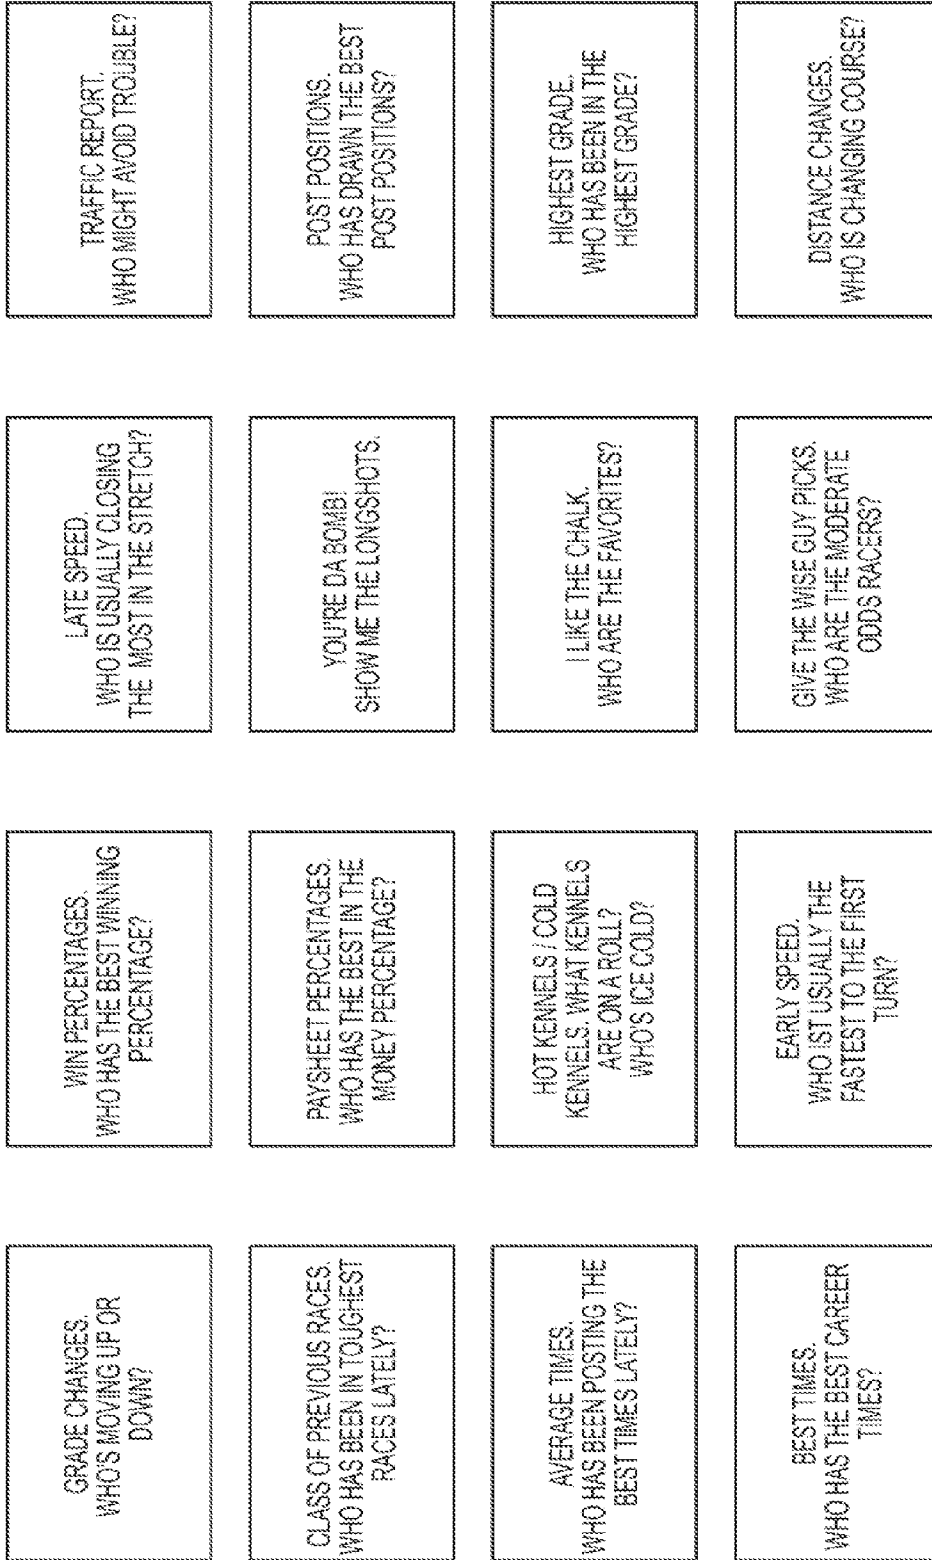 GRADE CHANGES.
WHO'S MOVING UP OR
DOWN?
WIN PERCENTAGES.
WHO HAS THE BEST WINNING
PERCENTAGE?
LATE SPEED.
WHO IS USUALLY CLOSING
THE MOST IN THE STRETCH?
TRAFFIC REPORT.
WHO MIGHT AVOID TROUBLE?
CLASS OF PREVIOUS RACES.
WHO HAS BEEN IN TOUGHEST
RACES LATELY?
PAYSHEET PERCENTAGES.
WHO HAS THE BEST IN THE
MONEY PERCENTAGE?
YOU'RE DA BOMB!
SHOW ME THE LONGSHOTS.
POST POSITIONS.
WHO HAS DRAWN THE BEST
POST POSITIONS?
AVERAGE TIMES.
WHO HAS BEEN POSTING THE
BEST TIMES LATELY?
HOT KENNELS / COLD
KENNELS. WHAT KENNELS
ARE ON A ROLL?
WHO'S ICE COLD?
I LIKE THE CHALK.
WHO ARE THE FAVORITES?
HIGHEST GRADE.
WHO HAS BEEN IN THE
HIGHEST GRADE?
BEST TIMES.
WHO HAS THE BEST CAREER
TIMES?
EARLY SPEED.
WHO IST USUALLY THE
FASTEST TO THE FIRST
TURN?
GIVE THE WISE GUY PICKS.
WHO ARE THE MODERATE
ODDS RACERS?
DISTANCE CHANGES.
WHO IS CHANGING COURSE?